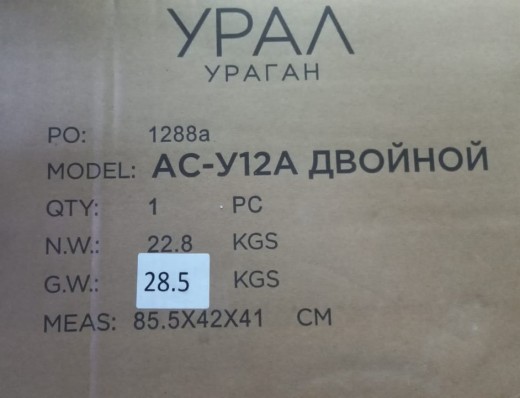 УРАЛ
УРАГАН
PO: 1288a
MODEL: АС-У12А ДВОЙНОЙ
QTY: 1 PC
N.W.: 22.8 KGS
G.W.: 28.5 KGS
MEAS: 85.5X42X41 CM